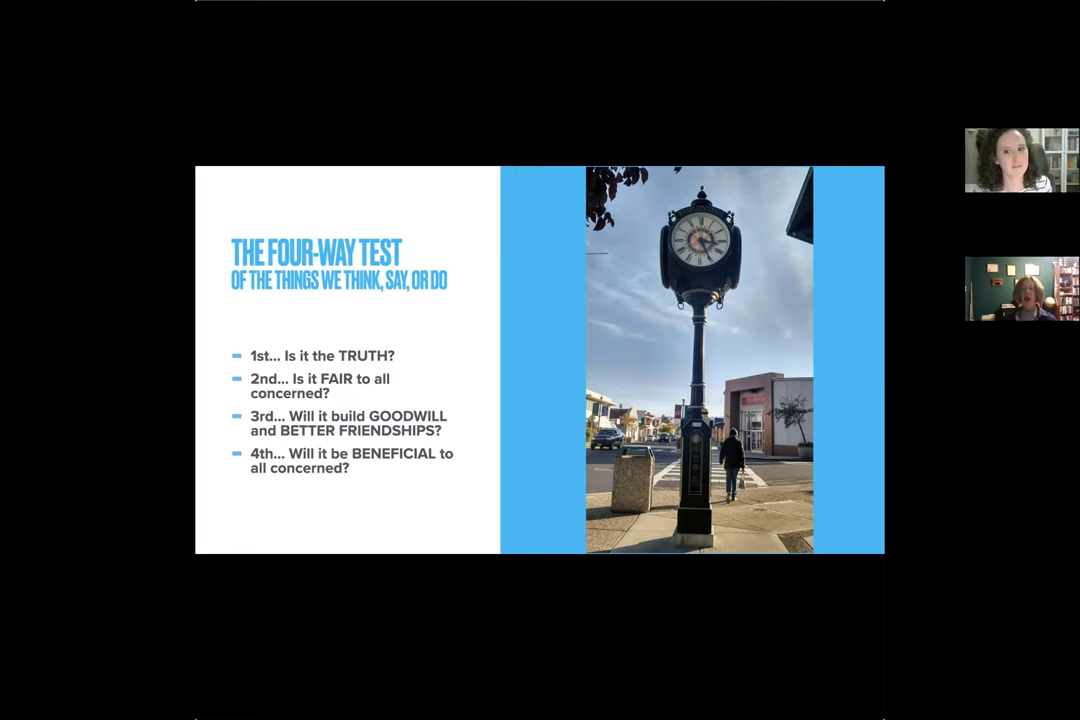 THE FOUR-WAY TEST
OF THE THINGS WE THINK, SAY, OR DO
1st... Is it the TRUTH?
2nd... Is it FAIR to all
concerned?
3rd... Will it build GOODWILL
and BETTER FRIENDSHIPS?
4th... Will it be BENEFICIAL to
all concerned?